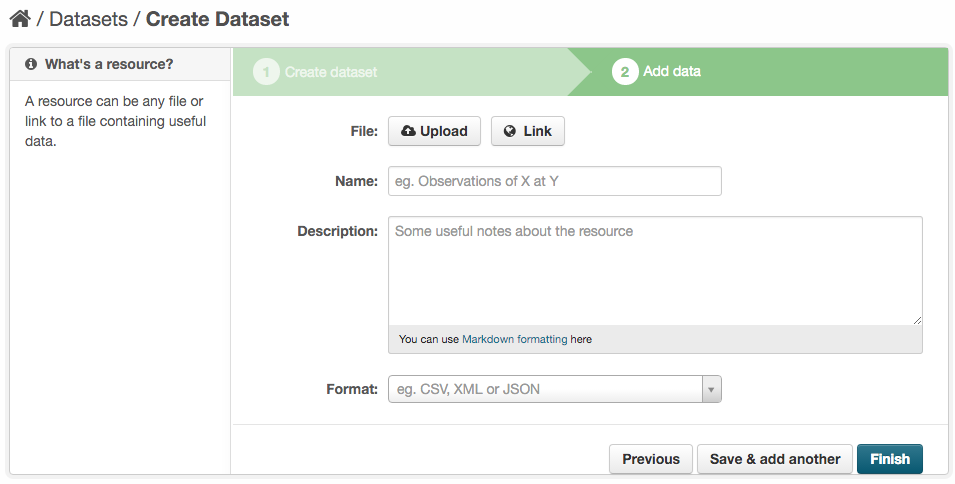 / Datasets / Create Dataset
What's a resource?
A resource can be any file or
link to a file containing useful
data.
1 Create dataset
2 Add data
File: Upload Link
Name: eg. Observations of X at Y
Description: Some useful notes about the resource
You can use Markdown formatting here
Format: eg. CSV, XML or JSON
Previous Save & add another Finish